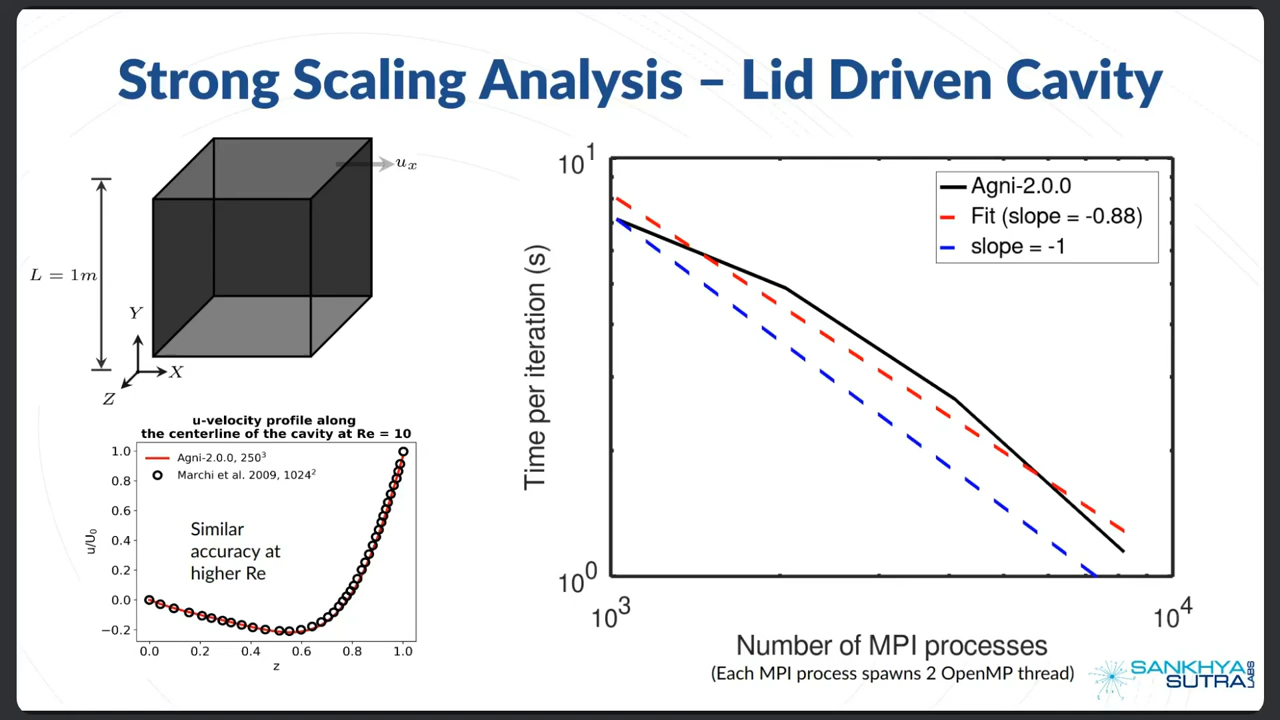 Strong Scaling Analysis – Lid Driven Cavity
u_x
L = 1m
Y
X
Z
u-velocity profile along
the centerline of the cavity at Re = 10
Agni-2.0.0, 250³
Marchi et al. 2009, 1024²
Similar
accuracy at
higher Re
u/U₀
1.0
0.8
0.6
0.4
0.2
0.0
−0.2
0.0 0.2 0.4 0.6 0.8 1.0
z
Time per iteration (s)
10¹
10⁰
Agni-2.0.0
Fit (slope = -0.88)
slope = -1
10³ 10⁴
Number of MPI processes
(Each MPI process spawns 2 OpenMP thread)
SANKHYA
SUTRA LABS